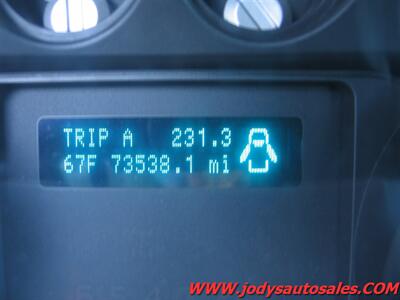 TRIP A 231.3
67F 73538.1 mi
www.jodysautosales.com